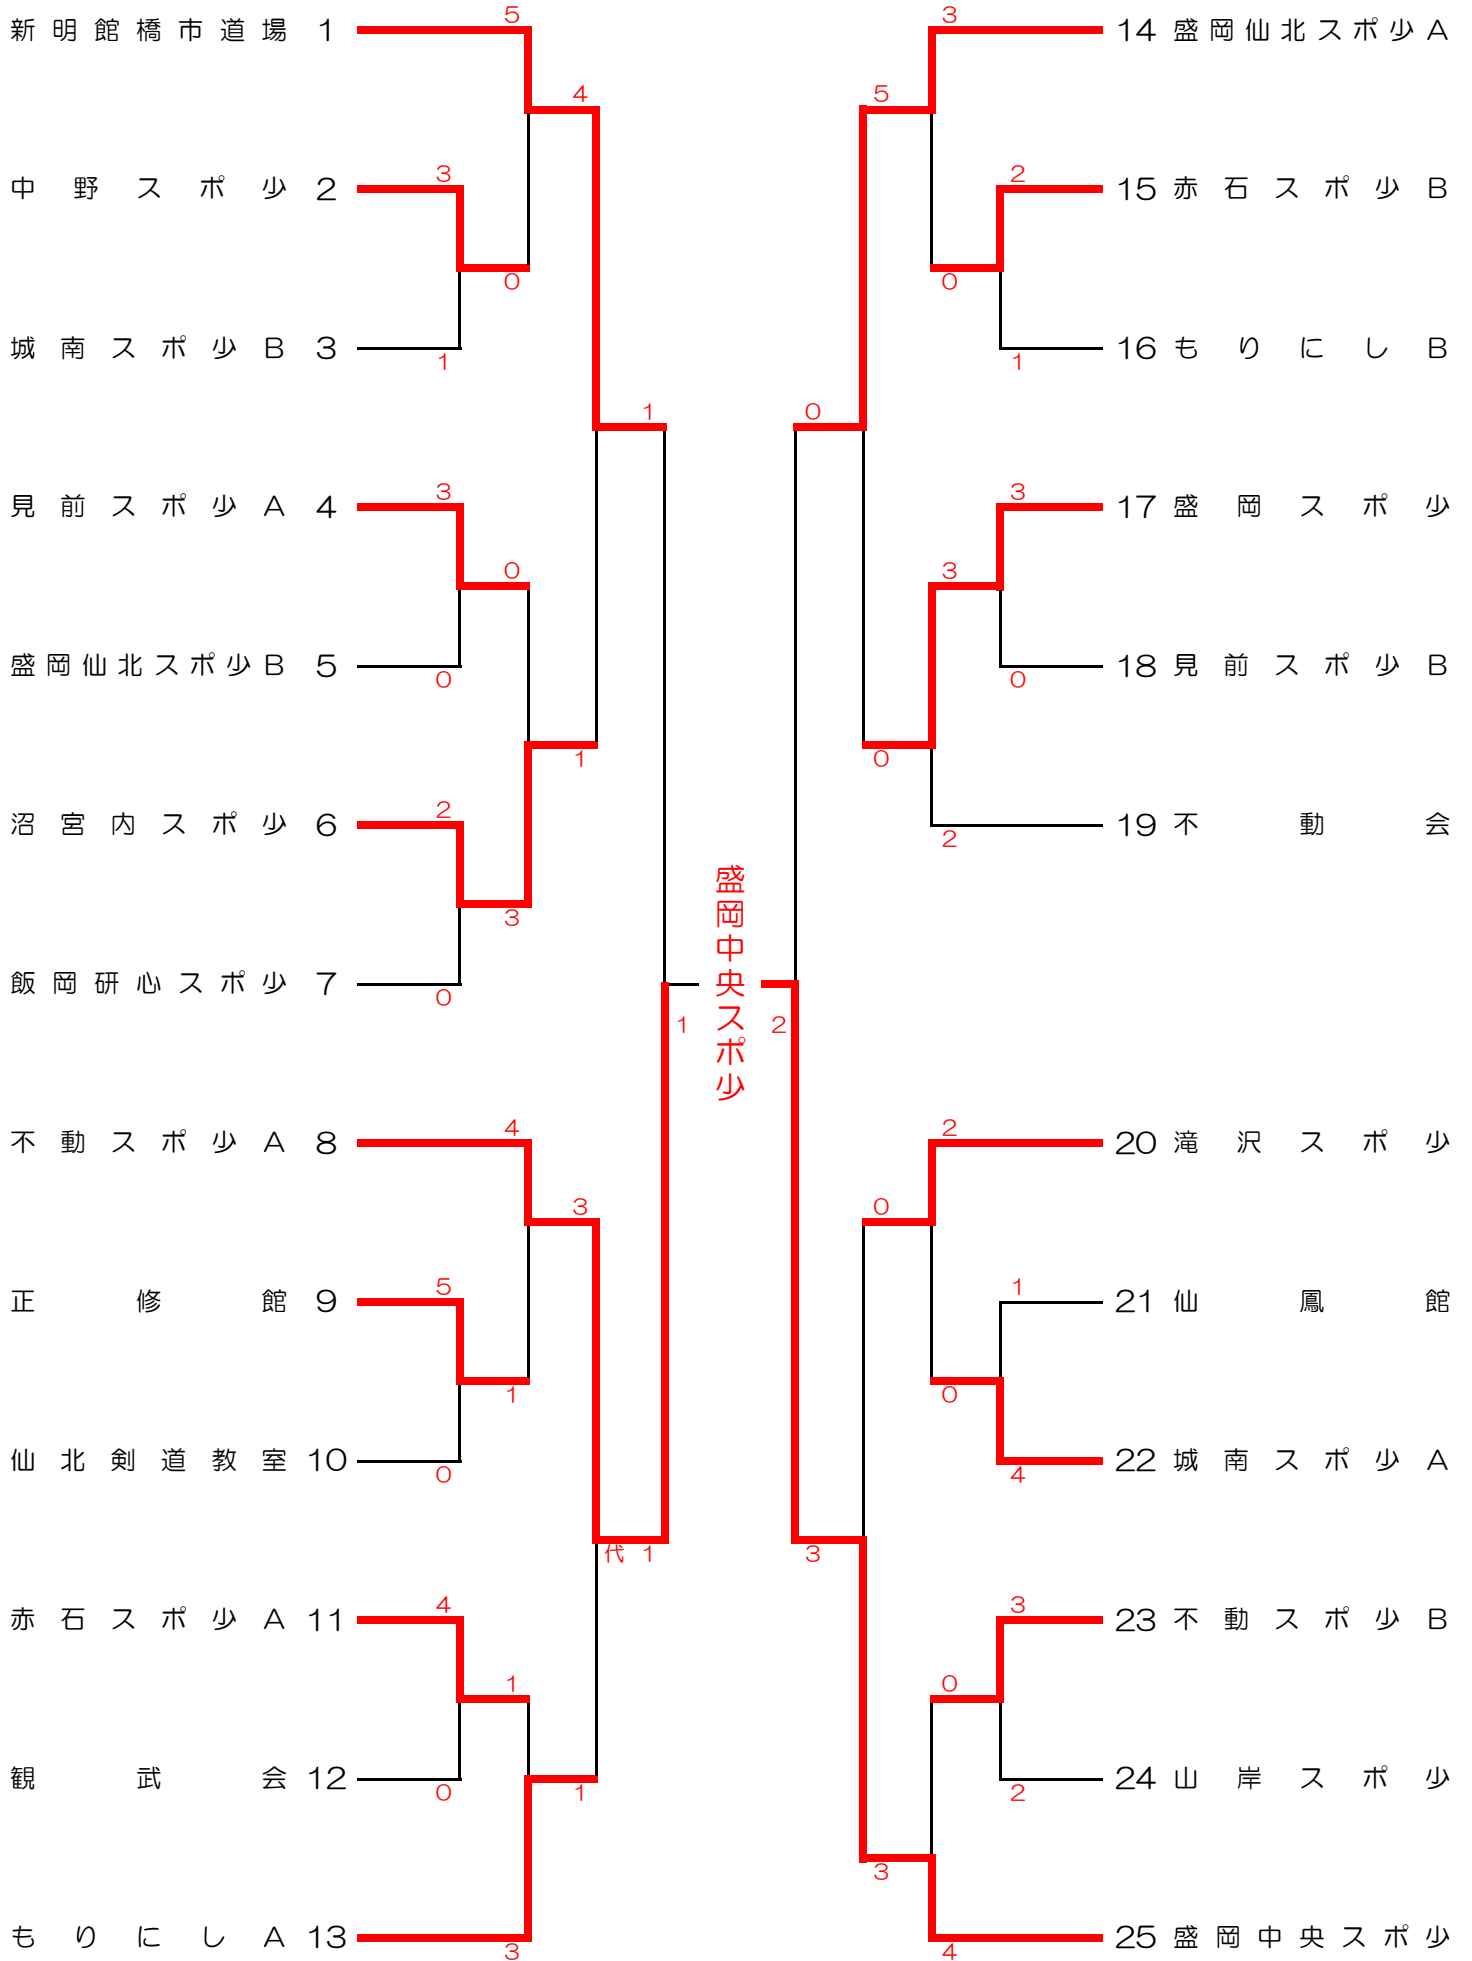 5
新明館橋市道場 1
4
3
中野スポ少 2
0
城南スポ少B 3
1
1
3
見前スポ少A 4
0
盛岡仙北スポ少B 5
0
1
2
沼宮内スポ少 6
3
飯岡研心スポ少 7
0
1
4
不動スポ少A 8
3
5
正修館 9
1
仙北剣道教室 10
0
代 1
4
赤石スポ少A 11
1
観武会 12
0
1
もりにしA 13
3
盛岡中央スポ少
3
14 盛岡仙北スポ少A
5
2
15 赤石スポ少B
0
16 もりにしB
1
0
3
17 盛岡スポ少
3
18 見前スポ少B
0
0
19 不動会
2
2
2
20 滝沢スポ少
0
1
21 仙鳳館
0
22 城南スポ少A
4
3
3
23 不動スポ少B
0
24 山岸スポ少
2
3
25 盛岡中央スポ少
4